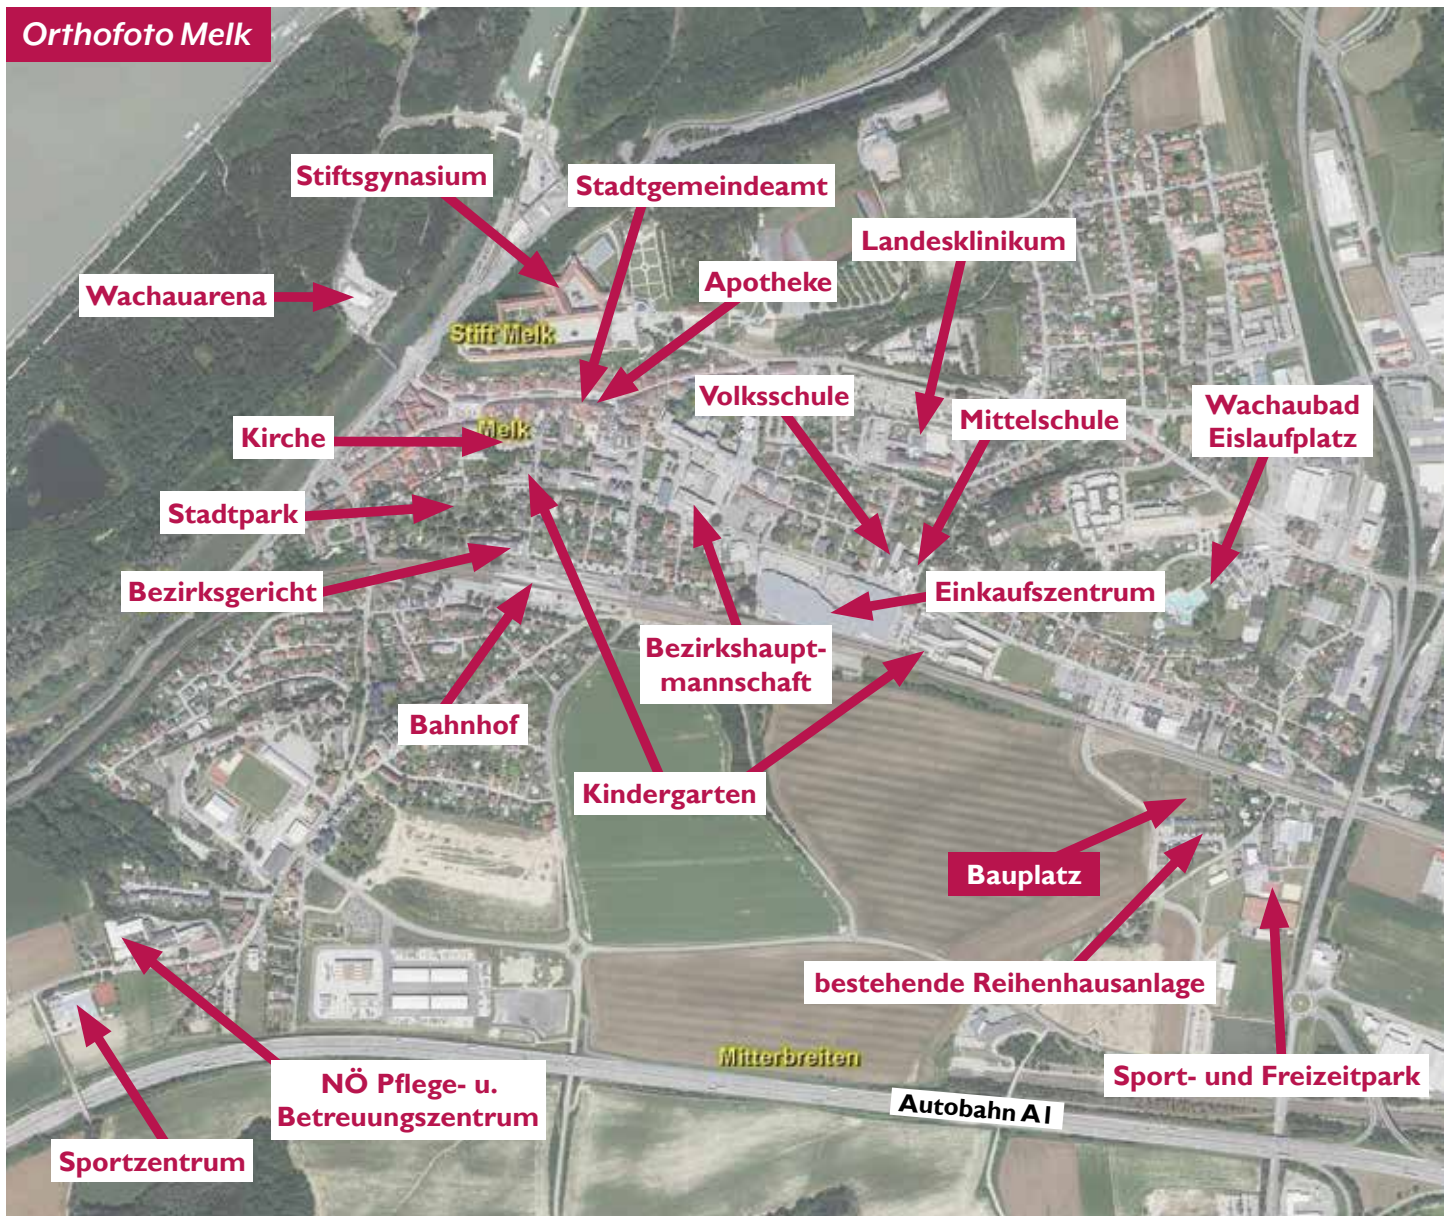 Orthofoto Melk
Stiftsgynasium
Stadtgemeindeamt
Landesklinikum
Apotheke
Wachauarena
Stift Melk
Volksschule
Mittelschule
Wachaubad
Eislaufplatz
Melk
Kirche
Stadtpark
Bezirksgericht
Einkaufszentrum
Bezirkshaupt-
mannschaft
Bahnhof
Kindergarten
Bauplatz
bestehende Reihenhausanlage
Mitterbreiten
Sport- und Freizeitpark
NÖ Pflege- u.
Betreuungszentrum
Autobahn A1
Sportzentrum